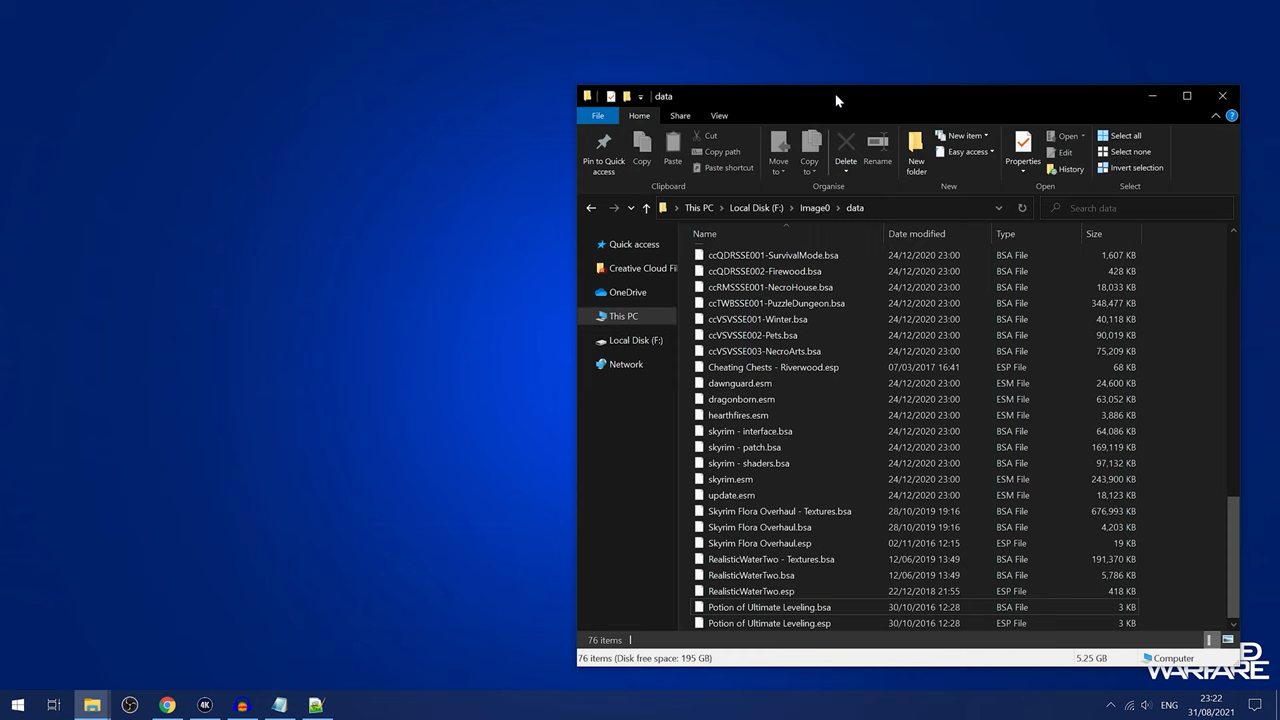 data
File Home Share View
Pin to Quick access
Copy
Paste
Cut
Copy path
Paste shortcut
Clipboard
Move to
Copy to
Delete
Rename
Organise
New folder
New item
Easy access
New
Properties
Open
Edit
History
Open
Select all
Select none
Invert selection
Select
This PC Local Disk (F:) Image0 data
Search data
Quick access
Creative Cloud Fil
OneDrive
This PC
Local Disk (F:)
Network
Name Date modified Type Size
ccQDRSSE001-SurvivalMode.bsa 24/12/2020 23:00 BSA File 1,607 KB
ccQDRSSE002-Firewood.bsa 24/12/2020 23:00 BSA File 428 KB
ccRMSSSE001-NecroHouse.bsa 24/12/2020 23:00 BSA File 18,033 KB
ccTWBSSE001-PuzzleDungeon.bsa 24/12/2020 23:00 BSA File 348,477 KB
ccVSVSSE001-Winter.bsa 24/12/2020 23:00 BSA File 40,118 KB
ccVSVSSE002-Pets.bsa 24/12/2020 23:00 BSA File 90,019 KB
ccVSVSSE003-NecroArts.bsa 24/12/2020 23:00 BSA File 75,209 KB
Cheating Chests - Riverwood.esp 07/03/2017 16:41 ESP File 68 KB
dawnguard.esm 24/12/2020 23:00 ESM File 24,600 KB
dragonborn.esm 24/12/2020 23:00 ESM File 63,052 KB
hearthfires.esm 24/12/2020 23:00 ESM File 3,886 KB
skyrim - interface.bsa 24/12/2020 23:00 BSA File 64,086 KB
skyrim - patch.bsa 24/12/2020 23:00 BSA File 169,119 KB
skyrim - shaders.bsa 24/12/2020 23:00 BSA File 97,132 KB
skyrim.esm 24/12/2020 23:00 ESM File 243,900 KB
update.esm 24/12/2020 23:00 ESM File 18,123 KB
Skyrim Flora Overhaul - Textures.bsa 28/10/2019 19:16 BSA File 676,993 KB
Skyrim Flora Overhaul.bsa 28/10/2019 19:16 BSA File 4,203 KB
Skyrim Flora Overhaul.esp 02/11/2016 12:15 ESP File 19 KB
RealisticWaterTwo - Textures.bsa 12/06/2019 13:49 BSA File 191,370 KB
RealisticWaterTwo.bsa 12/06/2019 13:49 BSA File 5,786 KB
RealisticWaterTwo.esp 22/12/2018 21:55 ESP File 418 KB
Potion of Ultimate Leveling.bsa 30/10/2016 12:28 BSA File 3 KB
Potion of Ultimate Leveling.esp 30/10/2016 12:28 ESP File 3 KB
76 items
76 items (Disk free space: 195 GB) 5.25 GB Computer
WARFARE
4K
ENG
23:22
31/08/2021